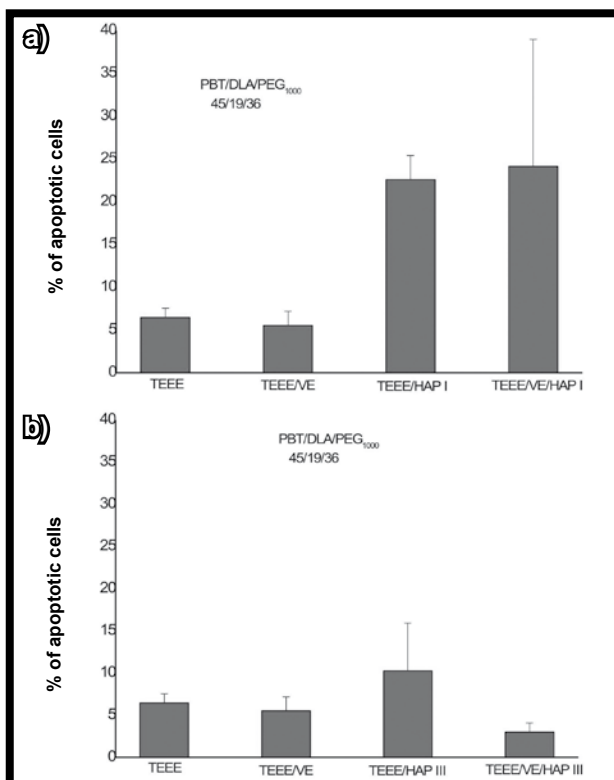 a)
40
35
30
25
20
15
10
5
0
% of apoptotic cells
PBT/DLA/PEG1000
45/19/36
TEEE TEEE/VE TEEE/HAP I TEEE/VE/HAP I
b)
40
35
30
25
20
15
10
5
0
% of apoptotic cells
PBT/DLA/PEG1000
45/19/36
TEEE TEEE/VE TEEE/HAP III TEEE/VE/HAP III